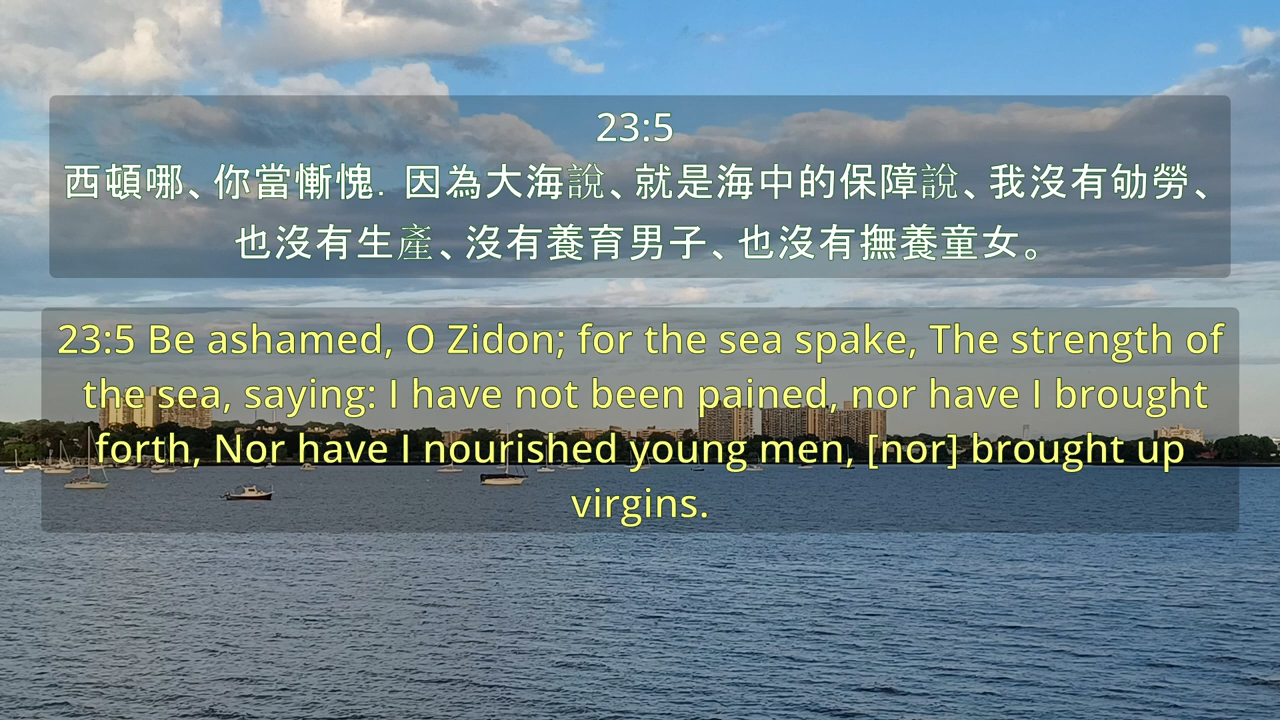 23:5
西頓哪、你當慚愧. 因為大海說、就是海中的保障說、我沒有劬勞、
也沒有生產、沒有養育男子、也沒有撫養童女。
23:5 Be ashamed, O Zidon; for the sea spake, The strength of
the sea, saying: I have not been pained, nor have I brought
forth, Nor have I nourished young men, [nor] brought up
virgins.